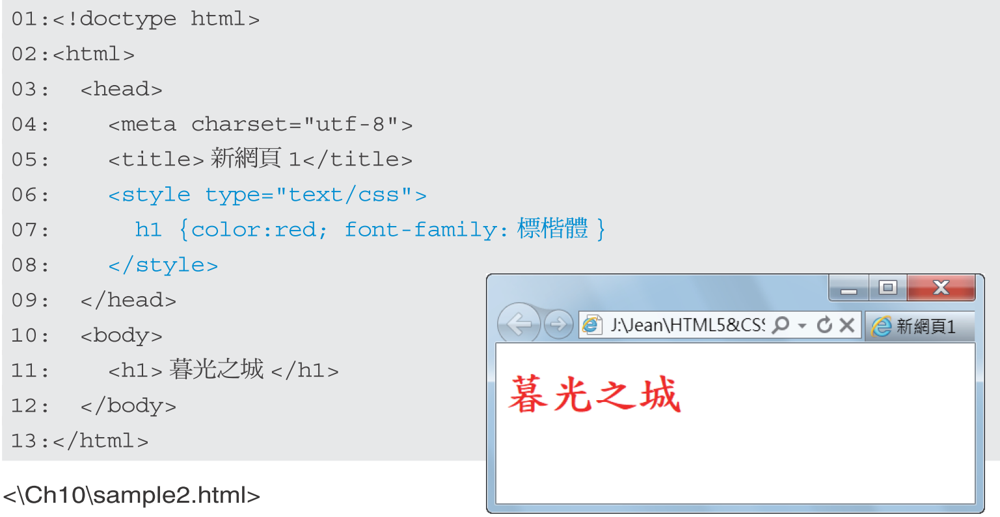 01:<!doctype html>
02:<html>
03:  <head>
04:    <meta charset="utf-8">
05:    <title>新網頁 1</title>
06:    <style type="text/css">
07:      h1 {color:red; font-family:標楷體 }
08:    </style>
09:  </head>
10:  <body>
11:    <h1>暮光之城 </h1>
12:  </body>
13:</html>
<\Ch10\sample2.html>
J:\Jean\HTML5&CS
新網頁1
暮光之城